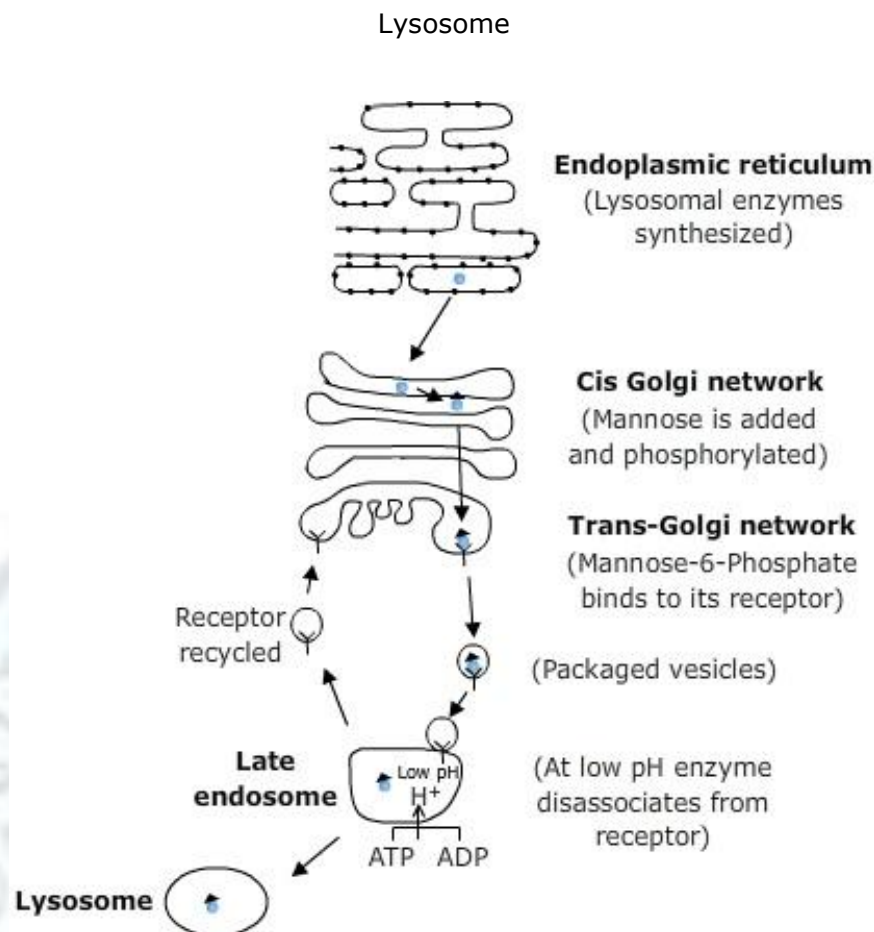 Lysosome
Endoplasmic reticulum
(Lysosomal enzymes
synthesized)
Cis Golgi network
(Mannose is added
and phosphorylated)
Trans-Golgi network
(Mannose-6-Phosphate
binds to its receptor)
Receptor
recycled
(Packaged vesicles)
Late
endosome
Low pH
H+
(At low pH enzyme
disassociates from
receptor)
ATP ADP
Lysosome